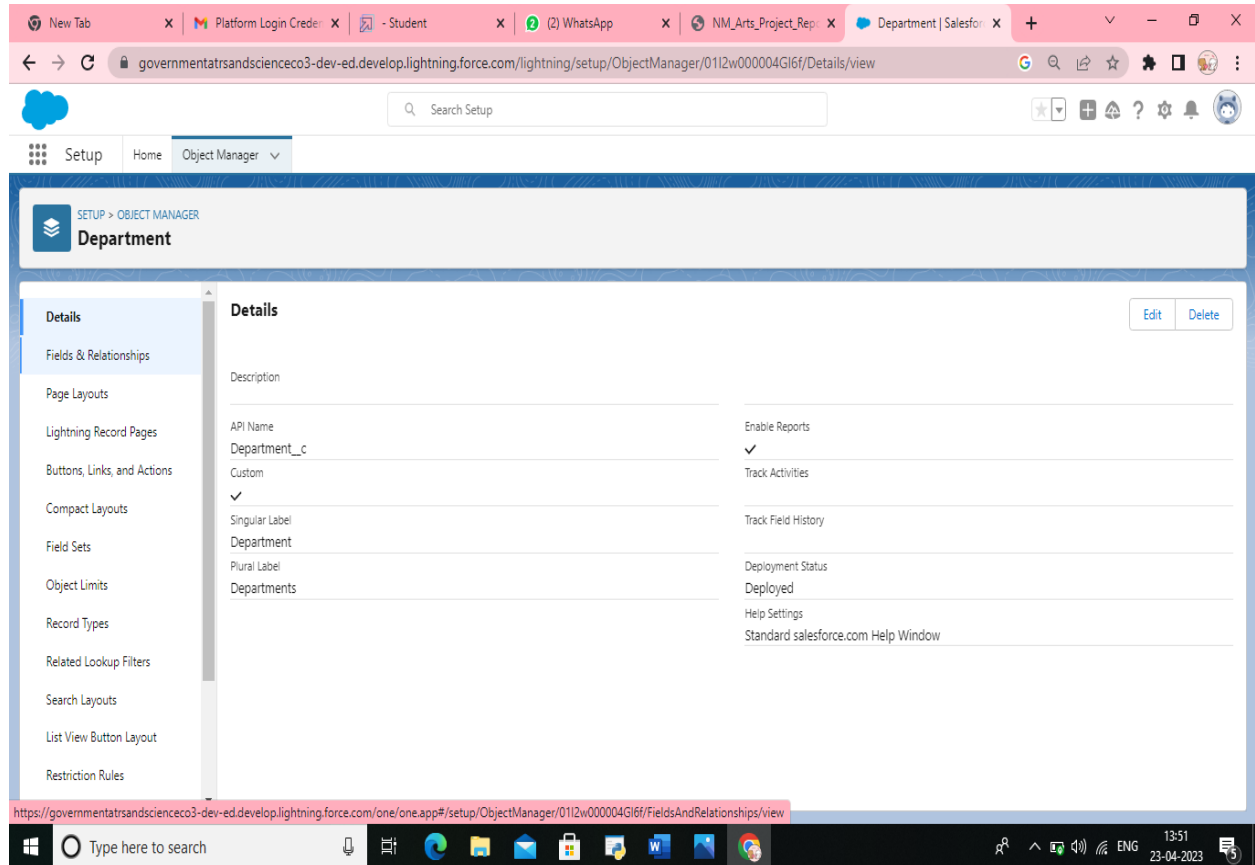 New Tab
Platform Login Creder
- Student
(2) WhatsApp
NM_Arts_Project_Repo
Department | Salesfor
governmentatrsandscienceco3-dev-ed.develop.lightning.force.com/lightning/setup/ObjectManager/01I2w000004GI6f/Details/view
Search Setup
Setup
Home
Object Manager
SETUP > OBJECT MANAGER
Department
Details
Fields & Relationships
Page Layouts
Lightning Record Pages
Buttons, Links, and Actions
Compact Layouts
Field Sets
Object Limits
Record Types
Related Lookup Filters
Search Layouts
List View Button Layout
Restriction Rules
Details
Edit
Delete
Description
API Name
Department__c
Custom
Singular Label
Department
Plural Label
Departments
Enable Reports
Track Activities
Track Field History
Deployment Status
Deployed
Help Settings
Standard salesforce.com Help Window
https://governmentatrsandscienceco3-dev-ed.develop.lightning.force.com/one/one.app#/setup/ObjectManager/01I2w000004GI6f/FieldsAndRelationships/view
Type here to search
ENG
13:51
23-04-2023
5